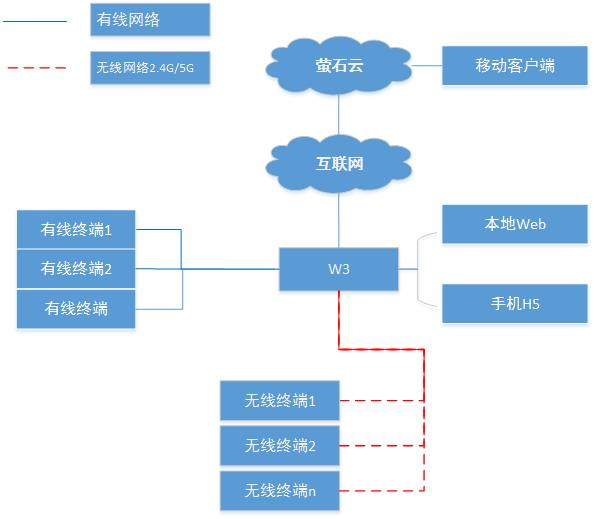 有线网络
无线网络2.4G/5G
萤石云
移动客户端
互联网
有线终端1
有线终端2
有线终端
W3
本地Web
手机H5
无线终端1
无线终端2
无线终端n